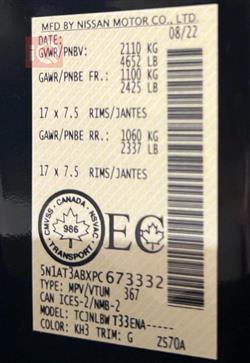 MFD BY NISSAN MOTOR CO., LTD.
DATE: 08/22
GVWR/PNBV: 2110 KG
4652 LB
GAWR/PNBE FR.: 1100 KG
2425 LB
17 x 7.5 RIMS/JANTES
GAWR/PNBE RR.: 1060 KG
2337 LB
17 x 7.5 RIMS/JANTES
CMVSS · CANADA · NSVAC
986
TRANSPORT
EC
5N1AT3ABXPC673332
TYPE: MPV/VTUM 367
CAN ICES-2/NMB-2
MODEL: TCJNLBWT33ENA-----
COLOR: KH3 TRIM: G Z570A